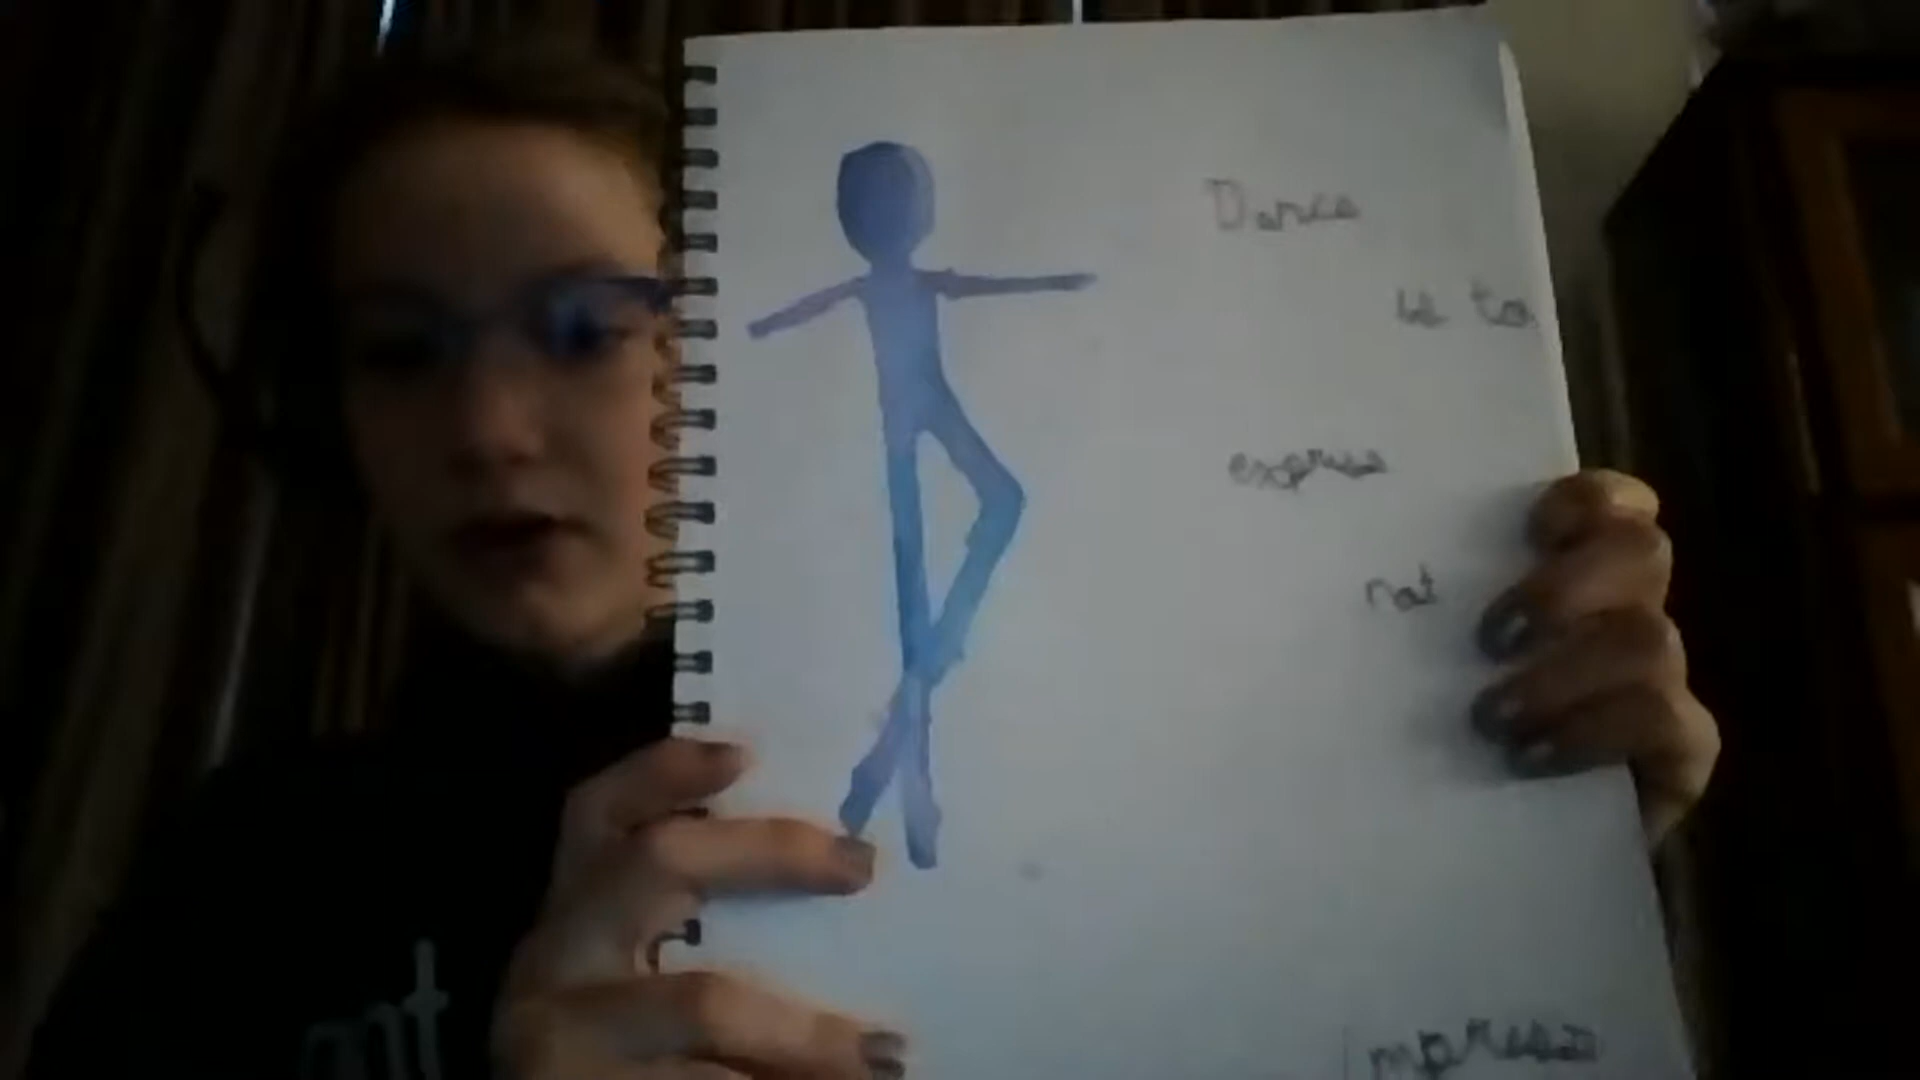 Dance
is to
express
not
impress